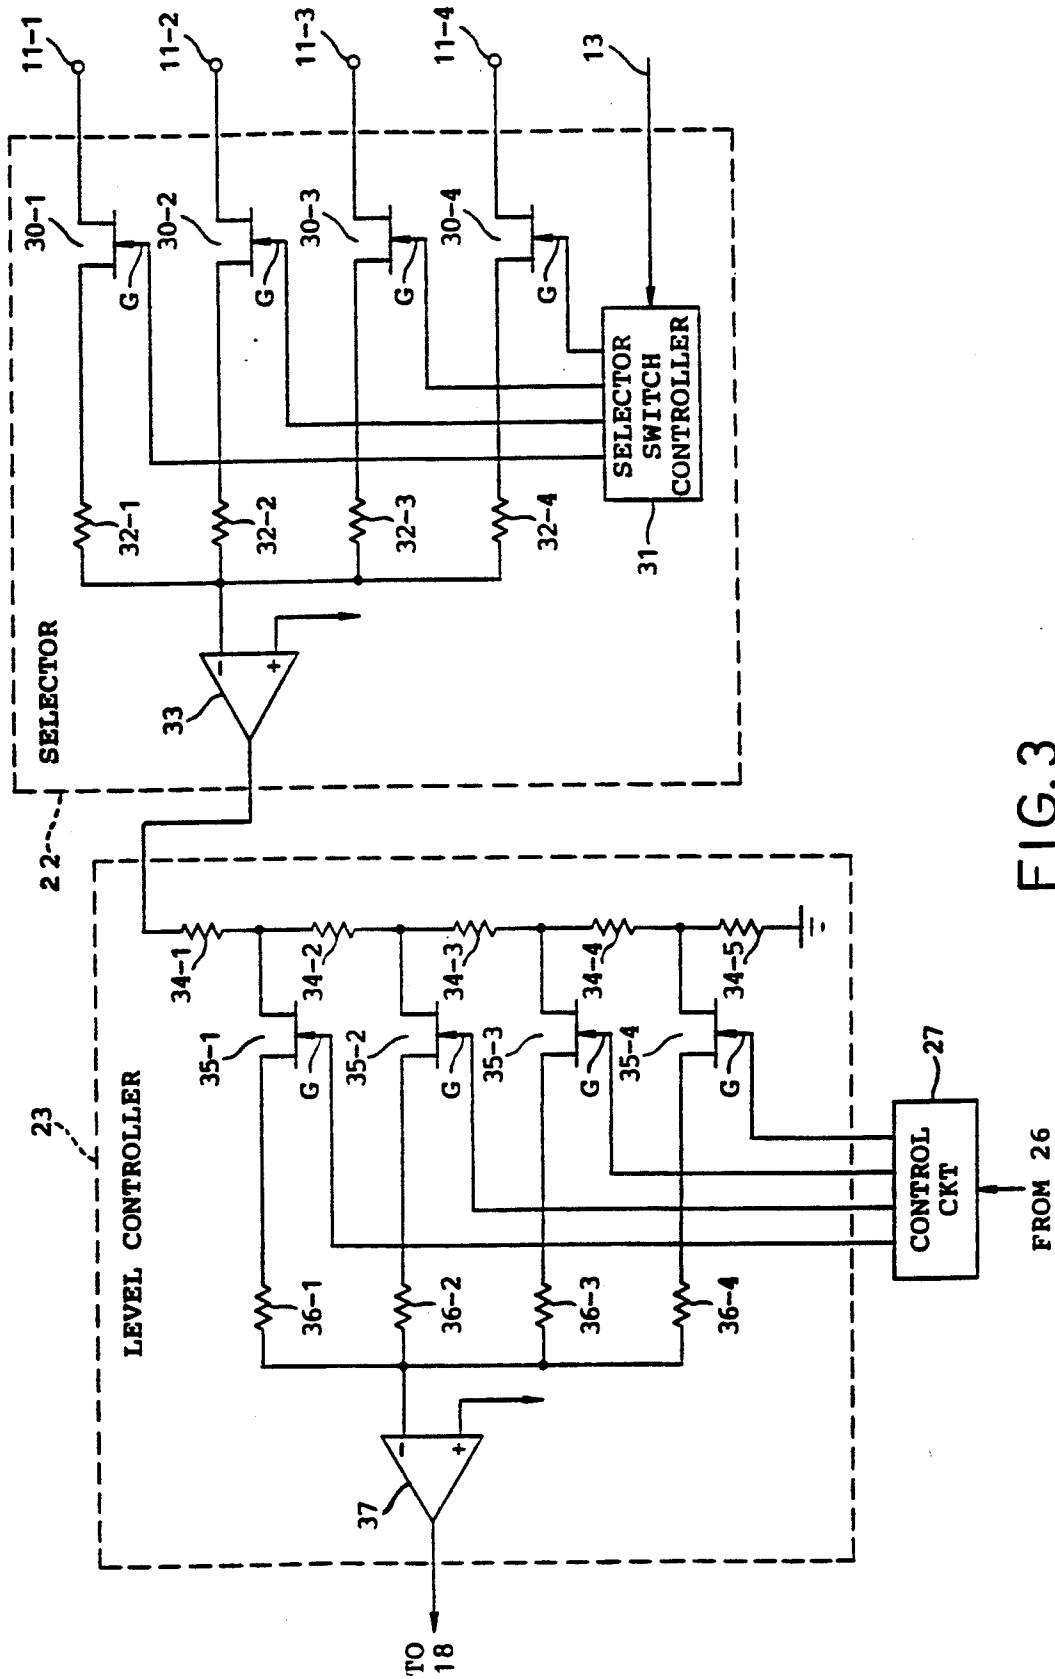 11-1
11-2
11-3
11-4
13
30-1
30-2
30-3
30-4
G
G
G
G
SELECTOR
SWITCH
CONTROLLER
31
32-1
32-2
32-3
32-4
SELECTOR
33
-
+
22
23
LEVEL CONTROLLER
34-1
34-2
34-3
34-4
34-5
35-1
35-2
35-3
35-4
G
G
G
G
27
CONTROL
CKT
FROM 26
36-1
36-2
36-3
36-4
37
-
+
TO
18
FIG.3